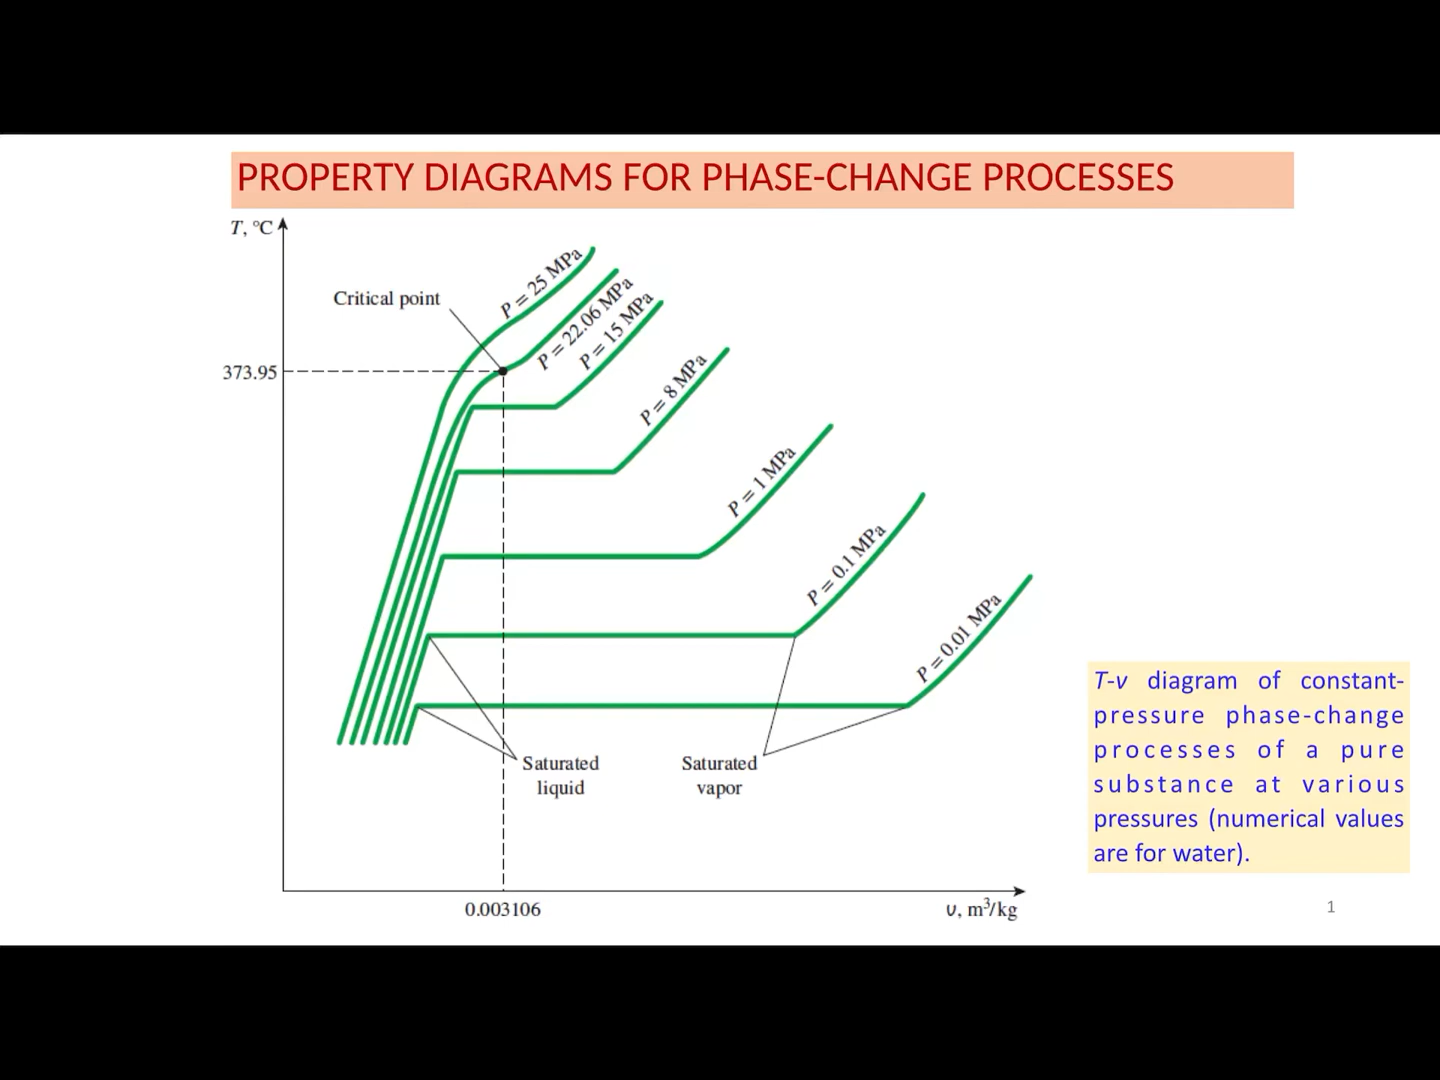 PROPERTY DIAGRAMS FOR PHASE-CHANGE PROCESSES
T, °C
Critical point
P = 25 MPa
P = 22.06 MPa
P = 15 MPa
373.95
P = 8 MPa
P = 1 MPa
P = 0.1 MPa
P = 0.01 MPa
Saturated
liquid
Saturated
vapor
0.003106
υ, m³/kg
T-v diagram of constant-
pressure phase-change
processes of a pure
substance at various
pressures (numerical values
are for water).
1